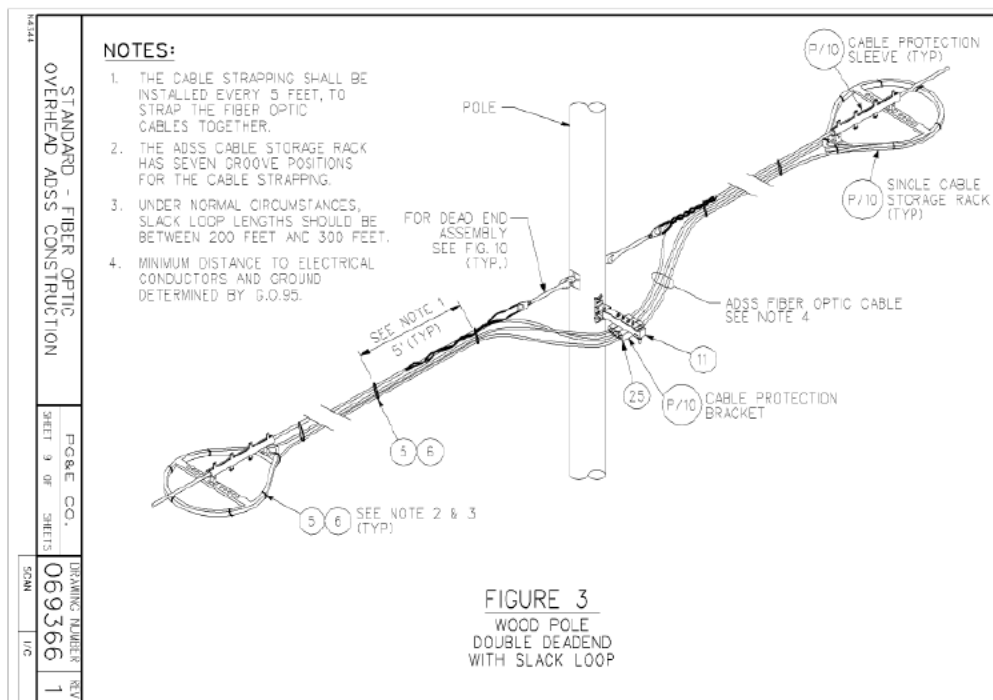 NOTES:
1. THE CABLE STRAPPING SHALL BE
INSTALLED EVERY 5 FEET, TO
STRAP THE FIBER OPTIC
CABLES TOGETHER.
2. THE ADSS CABLE STORAGE RACK
HAS SEVEN GROOVE POSITIONS
FOR THE CABLE STRAPPING.
3. UNDER NORMAL CIRCUMSTANCES,
SLACK LOOP LENGTHS SHOULD BE
BETWEEN 200 FEET AND 300 FEET.
4. MINIMUM DISTANCE TO ELECTRICAL
CONDUCTORS AND GROUND
DETERMINED BY G.O.95.
POLE
P/10 CABLE PROTECTION
SLEEVE (TYP)
P/10 SINGLE CABLE
STORAGE RACK
(TYP)
FOR DEAD END
ASSEMBLY
SEE FIG. 10
(TYP.)
ADSS FIBER OPTIC CABLE
SEE NOTE 4
SEE NOTE 1
5' (TYP)
11
25
P/10 CABLE PROTECTION
BRACKET
5 6
5 6 SEE NOTE 2 & 3
(TYP)
FIGURE 3
WOOD POLE
DOUBLE DEADEND
WITH SLACK LOOP
STANDARD - FIBER OPTIC
OVERHEAD ADSS CONSTRUCTION
PG&E CO.
SHEET 9 OF SHEETS
DRAWING NUMBER
069366
REV
1
SCAN
I/C